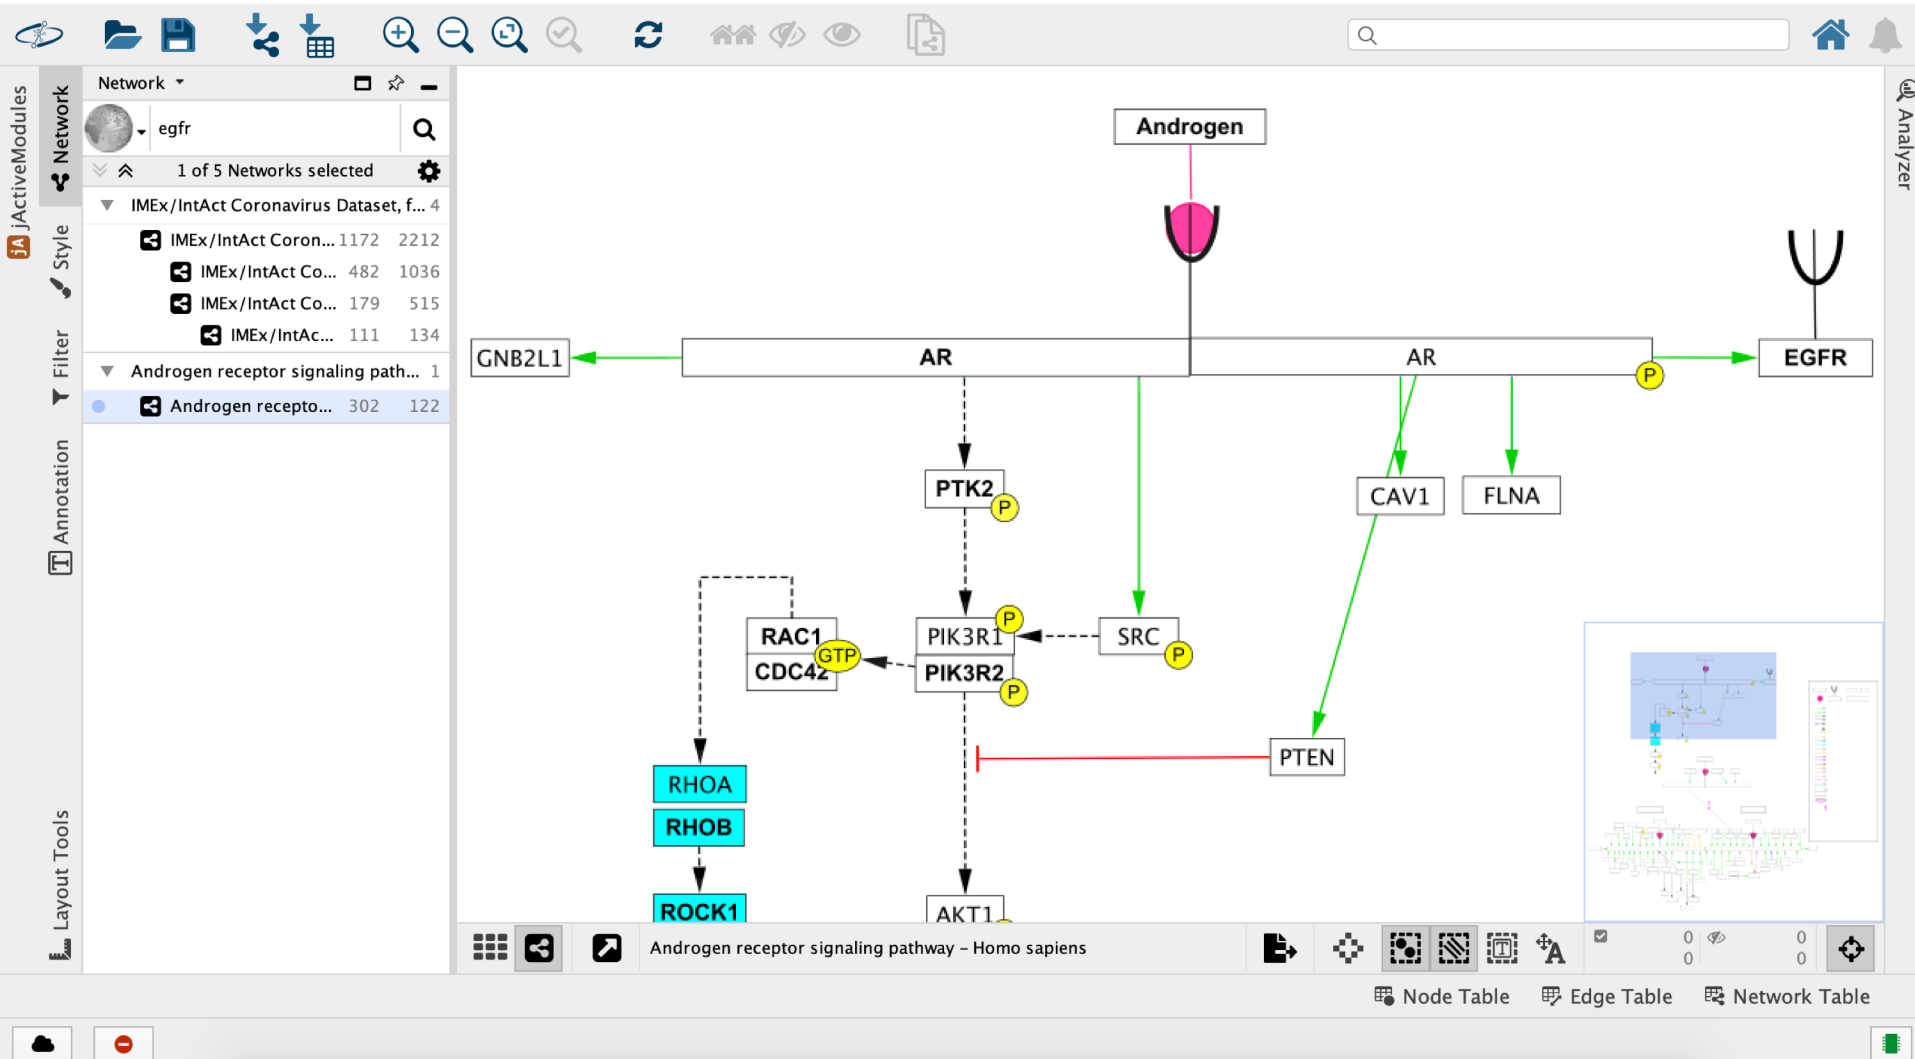 jA jActiveModules
Network
Style
Filter
Annotation
Layout Tools
Network
egfr
1 of 5 Networks selected
IMEx/IntAct Coronavirus Dataset, f... 4
IMEx/IntAct Coron... 1172 2212
IMEx/IntAct Co... 482 1036
IMEx/IntAct Co... 179 515
IMEx/IntAc... 111 134
Androgen receptor signaling path... 1
Androgen recepto... 302 122
Androgen
GNB2L1
AR
AR
P
EGFR
PTK2
P
CAV1
FLNA
RAC1
CDC42
GTP
PIK3R1
P
PIK3R2
P
SRC
P
PTEN
RHOA
RHOB
ROCK1
AKT1
Analyzer
Androgen receptor signaling pathway – Homo sapiens
T
A
0 0
0 0
Node Table
Edge Table
Network Table